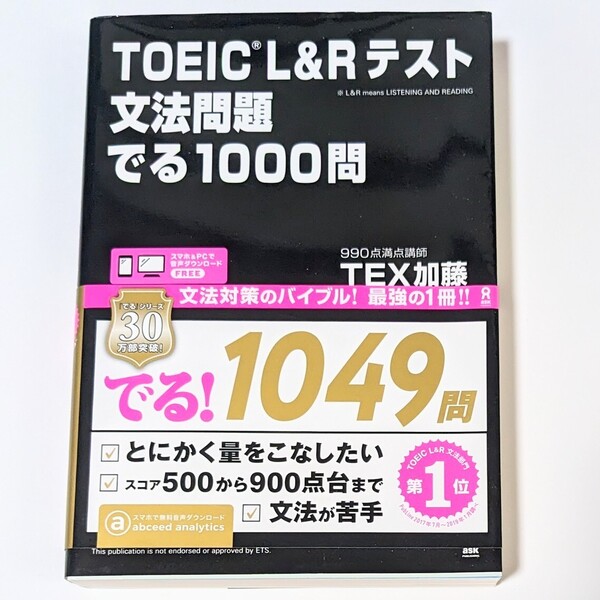 TOEIC® L&Rテスト
※ L&R means LISTENING AND READING
文法問題
でる1000問
スマホ&PCで
音声ダウンロード
FREE
990点満点講師
TEX加藤
文法対策のバイブル! 最強の1冊!!
でるシリーズ
30
万部突破!
でる! 1049問
とにかく量をこなしたい
スコア500から900点台まで
文法が苦手
TOEIC L&R 文法部門
第1位
スマホで無料音声ダウンロード
abceed analytics
This publication is not endorsed or approved by ETS.
ask